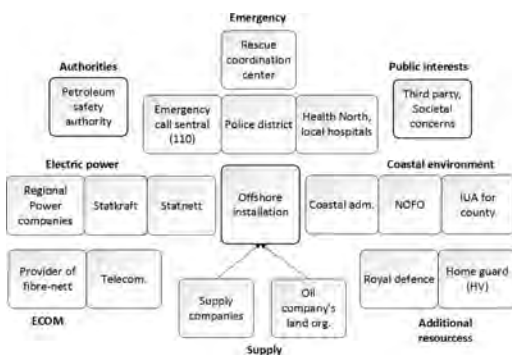 Emergency
Rescue
coordination
center
Authorities
Petroleum
safety
authority
Public interests
Third party,
Societal
concerns
Emergency
call sentral
(110)
Police district
Health North,
local hospitals
Electric power
Regional
Power
companies
Statkraft
Statnett
Offshore
installation
Coastal environment
Coastal adm.
NOFO
IUA for
county
Provider of
fibre-nett
Telecom.
ECOM
Supply
companies
Oil
company's
land org.
Supply
Royal defence
Home guard
(HV)
Additional
resourcess